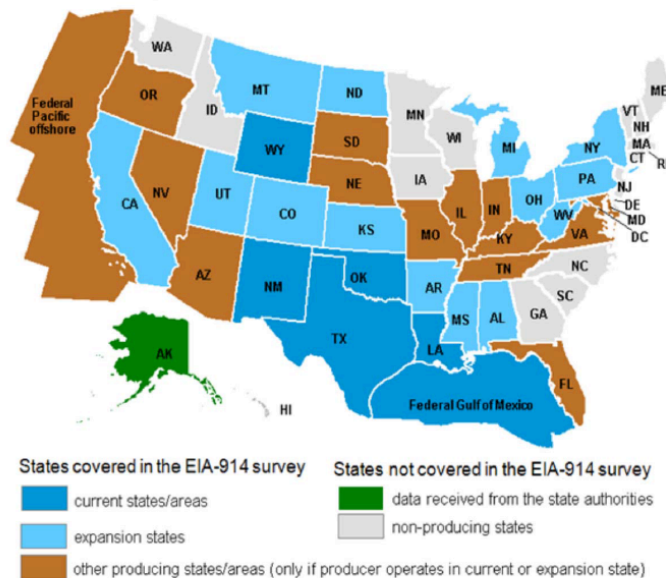 WA
MT
ND
MN
ME
VT
NH
MA
RI
CT
Federal
Pacific
offshore
OR
ID
WY
SD
WI
MI
NY
NE
IA
PA
NJ
DE
MD
DC
NV
UT
CO
KS
MO
IL
IN
OH
WV
VA
KY
CA
AZ
NM
OK
AR
TN
NC
SC
GA
MS
AL
TX
LA
FL
AK
HI
Federal Gulf of Mexico
States covered in the EIA-914 survey
current states/areas
expansion states
other producing states/areas (only if producer operates in current or expansion state)
States not covered in the EIA-914 survey
data received from the state authorities
non-producing states